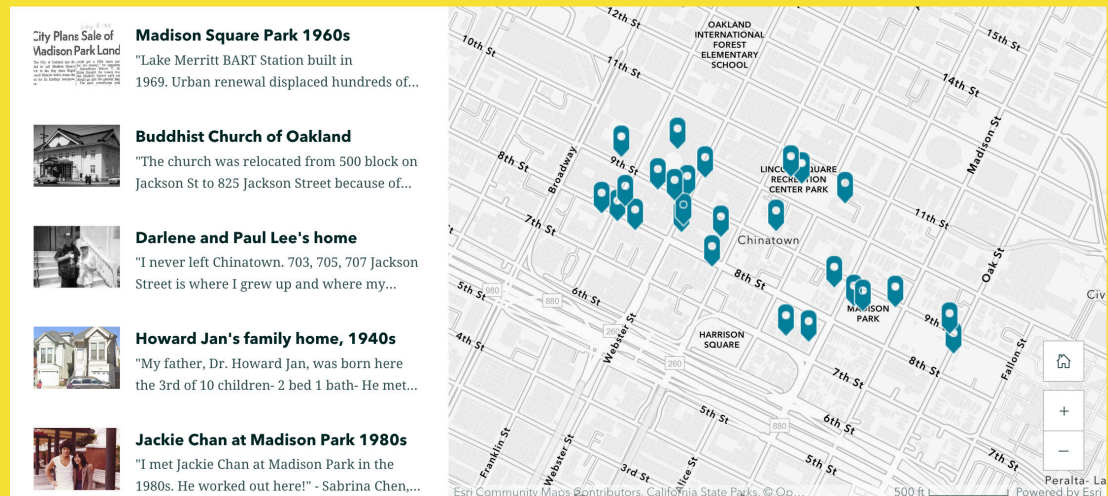 City Plans Sale of
Madison Park Land
Madison Square Park 1960s
"Lake Merritt BART Station built in
1969. Urban renewal displaced hundreds of...
Buddhist Church of Oakland
"The church was relocated from 500 block on
Jackson St to 825 Jackson Street because of...
Darlene and Paul Lee's home
"I never left Chinatown. 703, 705, 707 Jackson
Street is where I grew up and where my...
Howard Jan's family home, 1940s
"My father, Dr. Howard Jan, was born here
the 3rd of 10 children- 2 bed 1 bath- He met...
Jackie Chan at Madison Park 1980s
"I met Jackie Chan at Madison Park in the
1980s. He worked out here!" - Sabrina Chen,...
12th St
OAKLAND
INTERNATIONAL
FOREST
ELEMENTARY
SCHOOL
15th St
10th St
11th St
14th St
Madison St
Broadway
8th St
9th St
LINCOLN SQUARE
RECREATION
CENTER PARK
11th St
7th St
Chinatown
Oak St
8th St
5th St
980
880
6th St
MADISON
PARK
9th
Civ
4th St
Webster St
260
HARRISON
SQUARE
260
8th St
Fallon St
7th St
5th St
6th St
880
Franklin St
Webster St
Alice St
3rd St
5th St
7th St
+
−
Peralta- La
Esri Community Maps Contributors, California State Parks, © Op...
500 ft
Powered by Esri